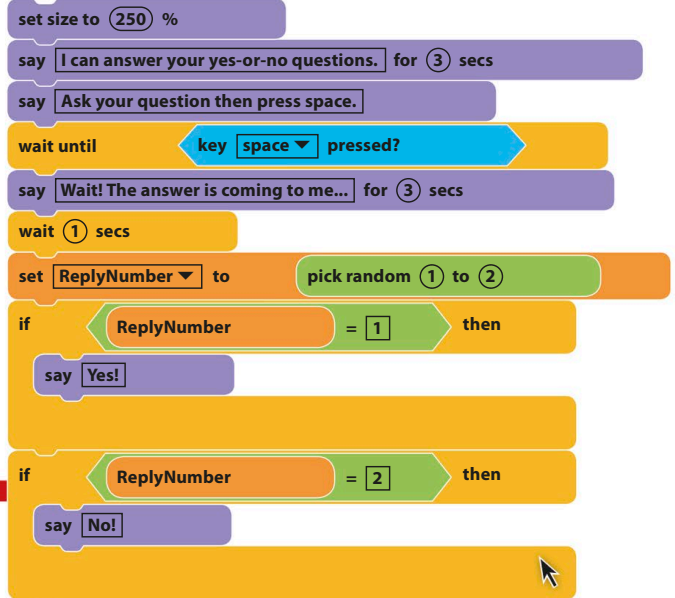 set size to 250 %
say I can answer your yes-or-no questions. for 3 secs
say Ask your question then press space.
wait until key space pressed?
say Wait! The answer is coming to me... for 3 secs
wait 1 secs
set ReplyNumber to pick random 1 to 2
if ReplyNumber = 1 then
say Yes!
if ReplyNumber = 2 then
say No!